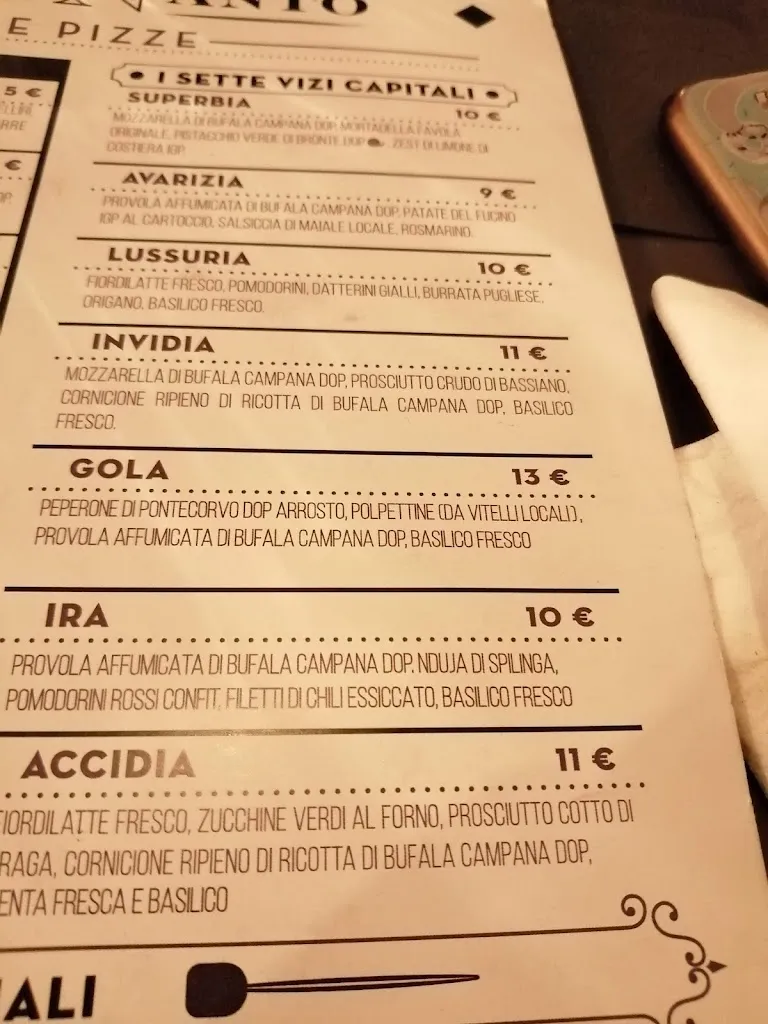 ANTO
E PIZZE
5 €
€
I SETTE VIZI CAPITALI
SUPERBIA 10 €
MOZZARELLA DI BUFALA CAMPANA DOP, MORTADELLA FAVOLA
ORIGINALE, PISTACCHIO VERDE DI BRONTE DOP, ZEST DI LIMONE DI
COSTIERA IGP.
AVARIZIA 9 €
PROVOLA AFFUMICATA DI BUFALA CAMPANA DOP, PATATE DEL FUCINO
IGP AL CARTOCCIO, SALSICCIA DI MAIALE LOCALE, ROSMARINO.
LUSSURIA 10 €
FIORDILATTE FRESCO, POMODORINI, DATTERINI GIALLI, BURRATA PUGLIESE,
ORIGANO, BASILICO FRESCO.
INVIDIA 11 €
MOZZARELLA DI BUFALA CAMPANA DOP, PROSCIUTTO CRUDO DI BASSIANO,
CORNICIONE RIPIENO DI RICOTTA DI BUFALA CAMPANA DOP, BASILICO
FRESCO.
GOLA 13 €
PEPERONE DI PONTECORVO DOP ARROSTO, POLPETTINE (DA VITELLI LOCALI),
PROVOLA AFFUMICATA DI BUFALA CAMPANA DOP, BASILICO FRESCO
IRA 10 €
PROVOLA AFFUMICATA DI BUFALA CAMPANA DOP. NDUJA DI SPILINGA,
POMODORINI ROSSI CONFIT, FILETTI DI CHILI ESSICCATO, BASILICO FRESCO
ACCIDIA 11 €
FIORDILATTE FRESCO, ZUCCHINE VERDI AL FORNO, PROSCIUTTO COTTO DI
RAGA, CORNICIONE RIPIENO DI RICOTTA DI BUFALA CAMPANA DOP,
ENTA FRESCA E BASILICO
ALI